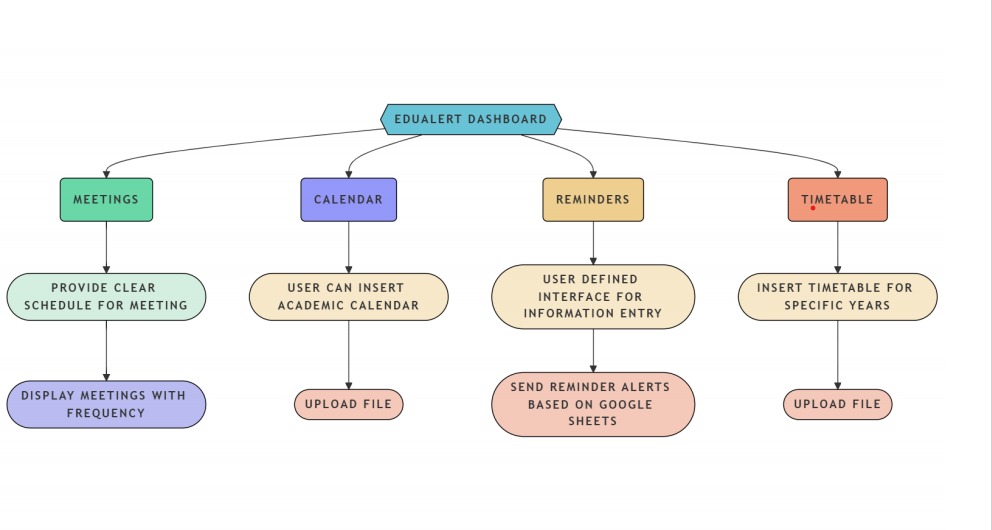 EDUALERT DASHBOARD
MEETINGS
CALENDAR
REMINDERS
TIMETABLE
PROVIDE CLEAR
SCHEDULE FOR MEETING
USER CAN INSERT
ACADEMIC CALENDAR
USER DEFINED
INTERFACE FOR
INFORMATION ENTRY
INSERT TIMETABLE FOR
SPECIFIC YEARS
DISPLAY MEETINGS WITH
FREQUENCY
UPLOAD FILE
SEND REMINDER ALERTS
BASED ON GOOGLE
SHEETS
UPLOAD FILE